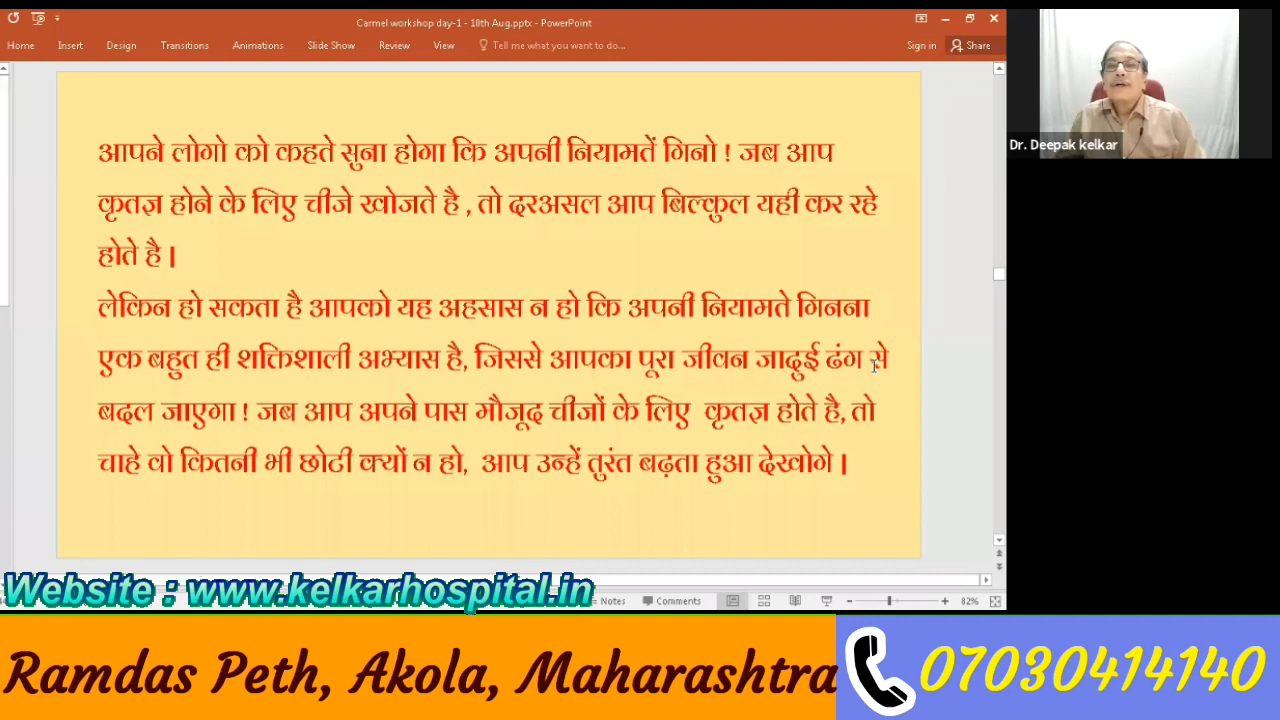 Carmel workshop day-1 - 10th Aug.pptx - PowerPoint
Home Insert Design Transitions Animations Slide Show Review View Tell me what you want to do... Sign in Share
आपने लोगो को कहते सुना होगा कि अपनी नियामतें गिनो ! जब आप
कृतज्ञ होने के लिए चीजे खोजते है , तो दरअसल आप बिल्कुल यही कर रहे
होते है |
लेकिन हो सकता है आपको यह अहसास न हो कि अपनी नियामते गिनना
एक बहुत ही शक्तिशाली अभ्यास है, जिससे आपका पूरा जीवन जादुई ढंग से
बदल जाएगा ! जब आप अपने पास मौजूद चीजों के लिए कृतज्ञ होते है, तो
चाहे वो कितनी भी छोटी क्यों न हो, आप उन्हें तुरंत बढ़ता हुआ देखोगे |
Dr. Deepak kelkar
Website : www.kelkarhospital.in
Notes Comments 82%
Ramdas Peth, Akola, Maharashtra
07030414140